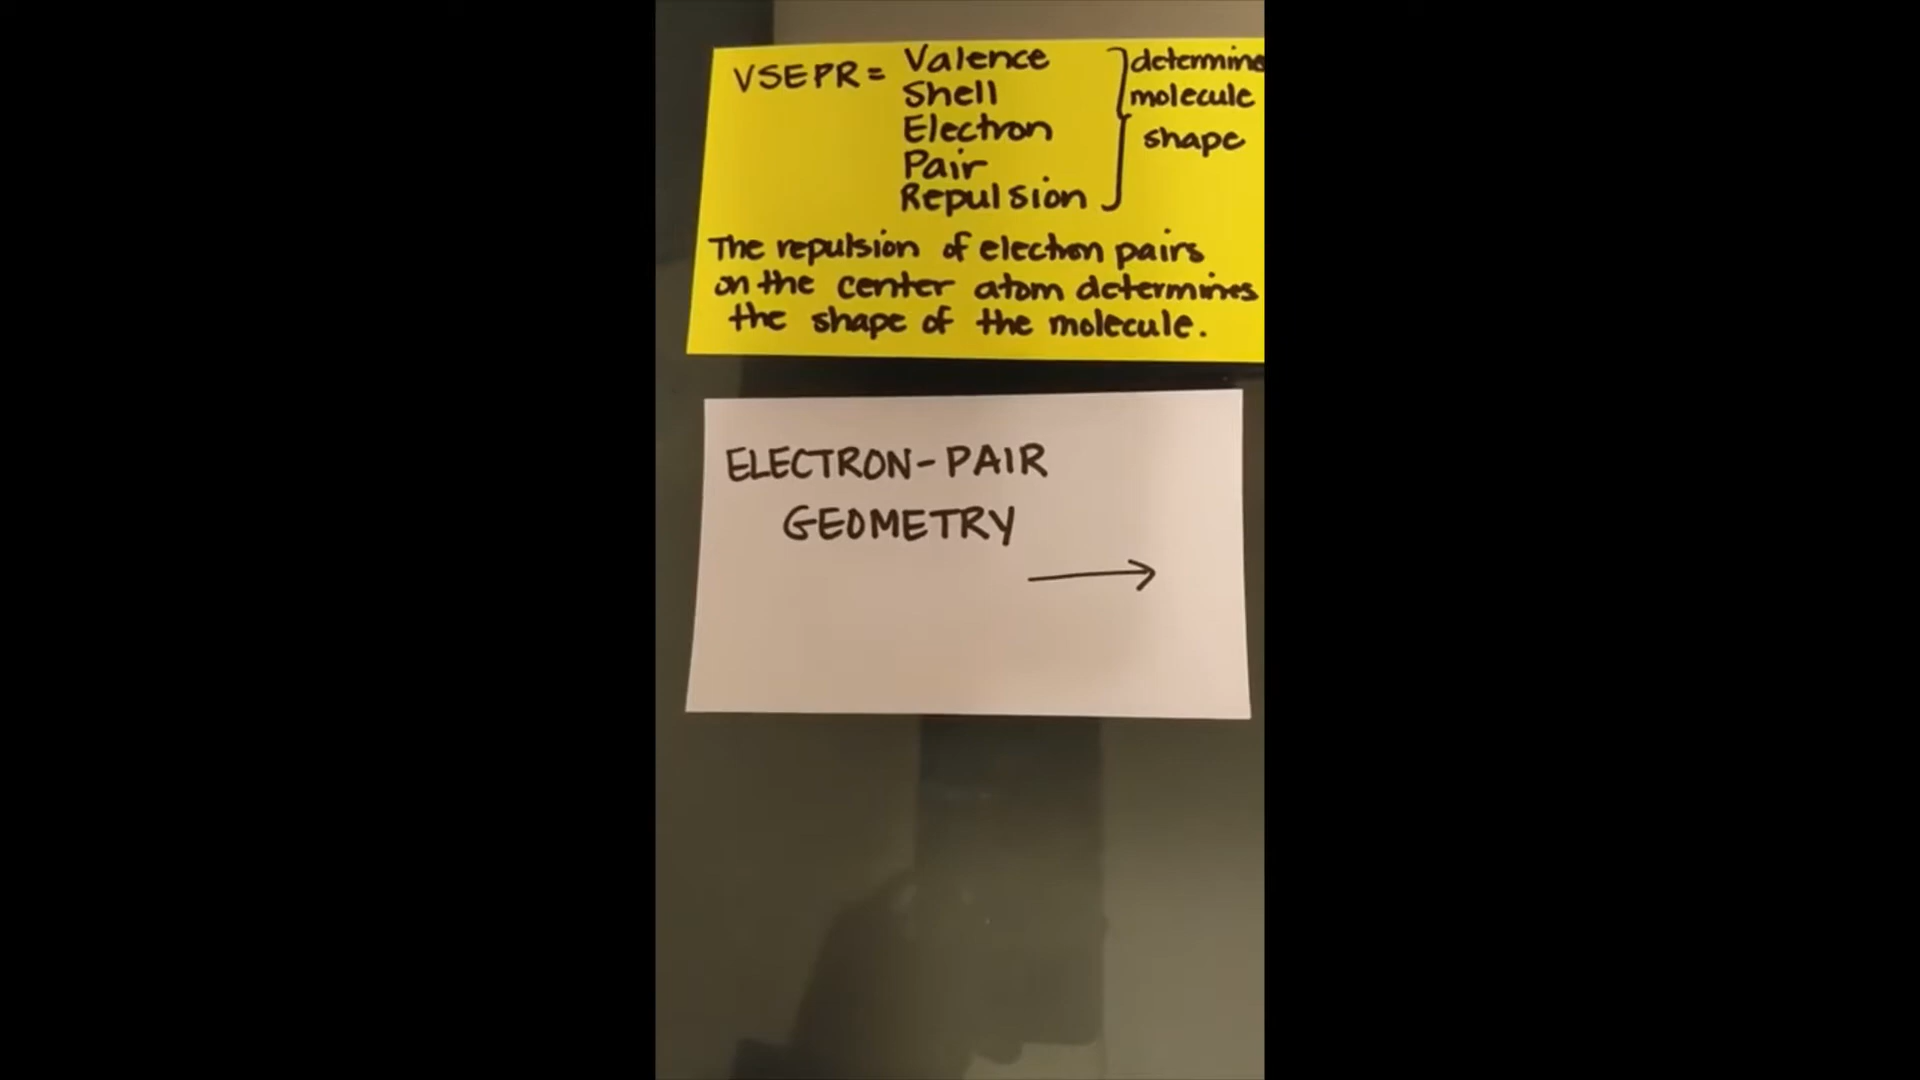 VSEPR = Valence
Shell
Electron
Pair
Repulsion
determine
molecule
shape
The repulsion of electron pairs
on the center atom determines
the shape of the molecule.
ELECTRON-PAIR
GEOMETRY